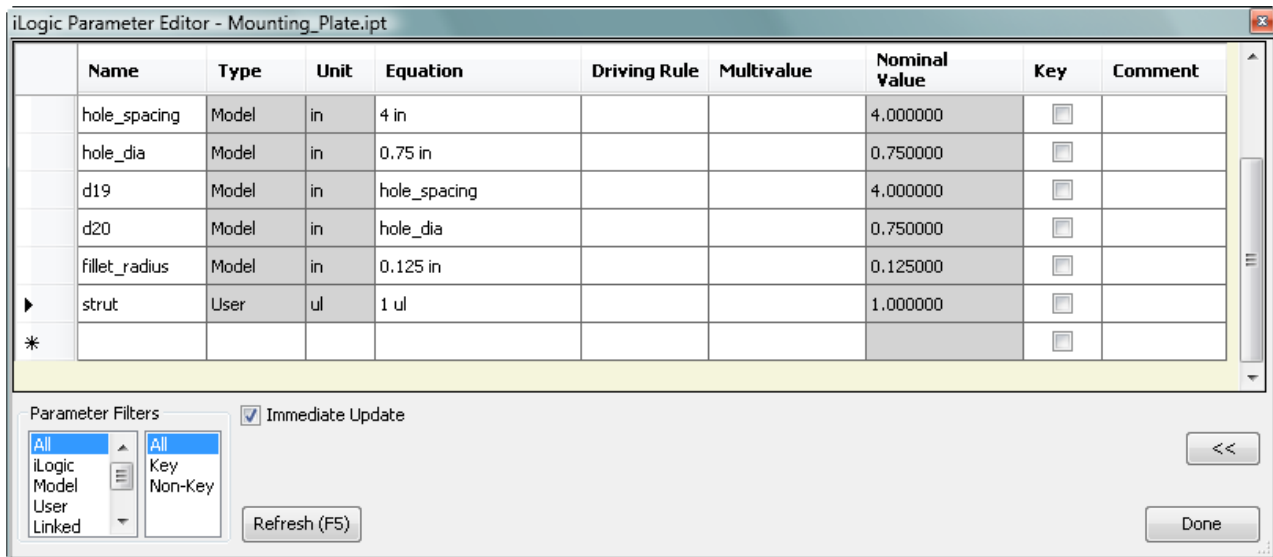 iLogic Parameter Editor - Mounting_Plate.ipt
Name Type Unit Equation Driving Rule Multivalue Nominal Value Key Comment
hole_spacing Model in 4 in 4.000000
hole_dia Model in 0.75 in 0.750000
d19 Model in hole_spacing 4.000000
d20 Model in hole_dia 0.750000
fillet_radius Model in 0.125 in 0.125000
strut User ul 1 ul 1.000000
Parameter Filters
Immediate Update
All
iLogic
Model
User
Linked
All
Key
Non-Key
<<
Refresh (F5)
Done